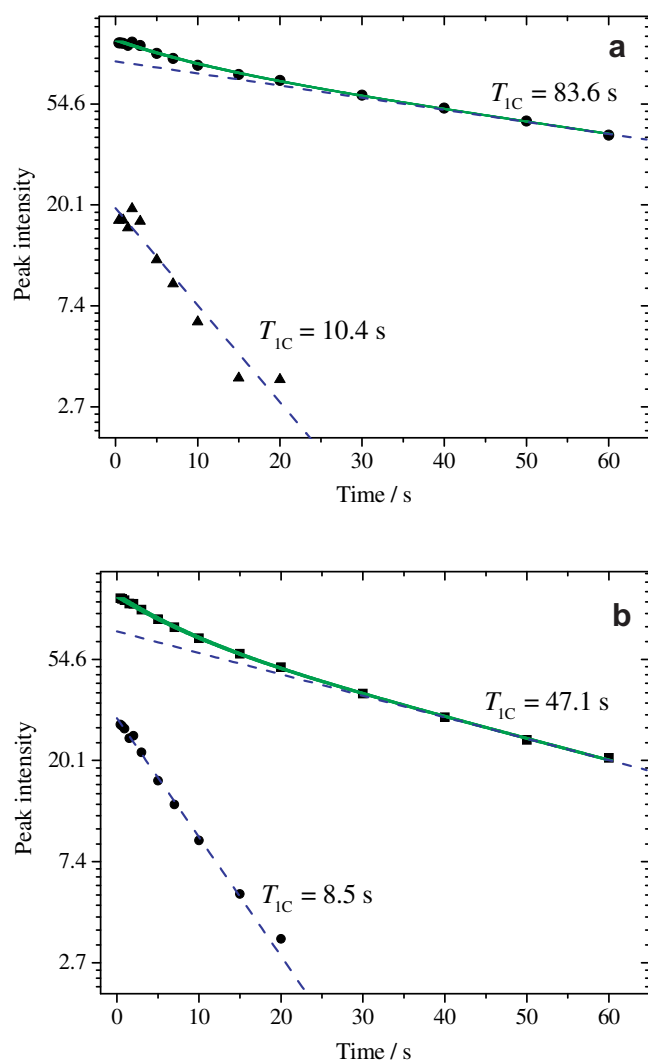 a
T1C = 83.6 s
54.6
20.1
7.4
2.7
Peak intensity
T1C = 10.4 s
0 10 20 30 40 50 60
Time / s
b
54.6
20.1
7.4
2.7
Peak intensity
T1C = 47.1 s
T1C = 8.5 s
0 10 20 30 40 50 60
Time / s